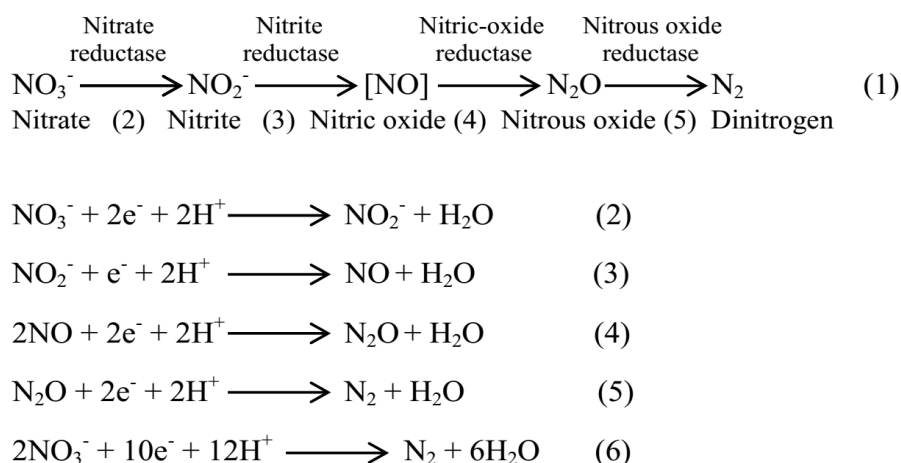 Nitrate Nitrite Nitric-oxide Nitrous oxide
reductase reductase reductase reductase
NO₃⁻ ⟶ NO₂⁻ ⟶ [NO] ⟶ N₂O ⟶ N₂ (1)
Nitrate (2) Nitrite (3) Nitric oxide (4) Nitrous oxide (5) Dinitrogen
NO₃⁻ + 2e⁻ + 2H⁺ ⟶ NO₂⁻ + H₂O (2)
NO₂⁻ + e⁻ + 2H⁺ ⟶ NO + H₂O (3)
2NO + 2e⁻ + 2H⁺ ⟶ N₂O + H₂O (4)
N₂O + 2e⁻ + 2H⁺ ⟶ N₂ + H₂O (5)
2NO₃⁻ + 10e⁻ + 12H⁺ ⟶ N₂ + 6H₂O (6)